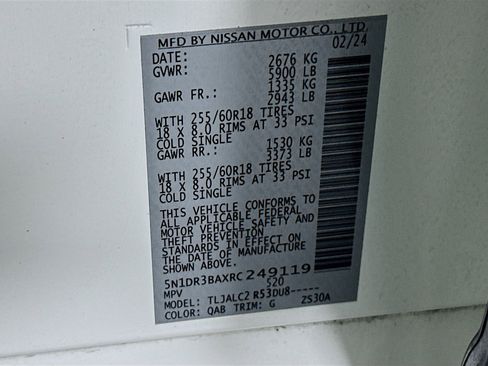 MFD BY NISSAN MOTOR CO., LTD.
DATE: 02/24
GVWR: 2676 KG
5900 LB
GAWR FR.: 1335 KG
2943 LB
WITH 255/60R18 TIRES
18 X 8.0 RIMS AT 33 PSI
COLD SINGLE
GAWR RR.: 1530 KG
3373 LB
WITH 255/60R18 TIRES
18 X 8.0 RIMS AT 33 PSI
COLD SINGLE
THIS VEHICLE CONFORMS TO
ALL APPLICABLE FEDERAL
MOTOR VEHICLE SAFETY AND
THEFT PREVENTION
STANDARDS IN EFFECT ON
THE DATE OF MANUFACTURE
5N1DR3BAXRC249119
MPV 520
MODEL: TLJALC2 R53DU8-----
COLOR: QAB TRIM: G 2S30A